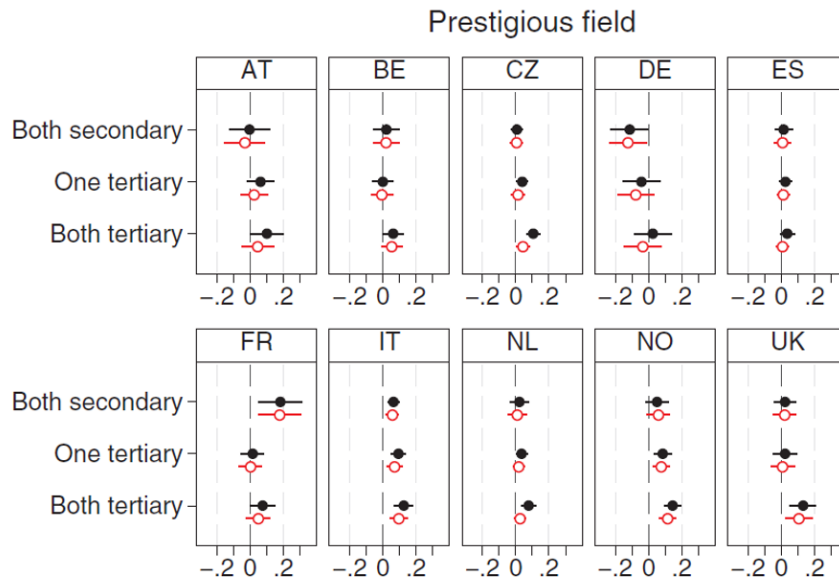 Prestigious field
AT BE CZ DE ES
Both secondary
One tertiary
Both tertiary
−.2 0 .2 −.2 0 .2 −.2 0 .2 −.2 0 .2 −.2 0 .2
FR IT NL NO UK
Both secondary
One tertiary
Both tertiary
−.2 0 .2 −.2 0 .2 −.2 0 .2 −.2 0 .2 −.2 0 .2